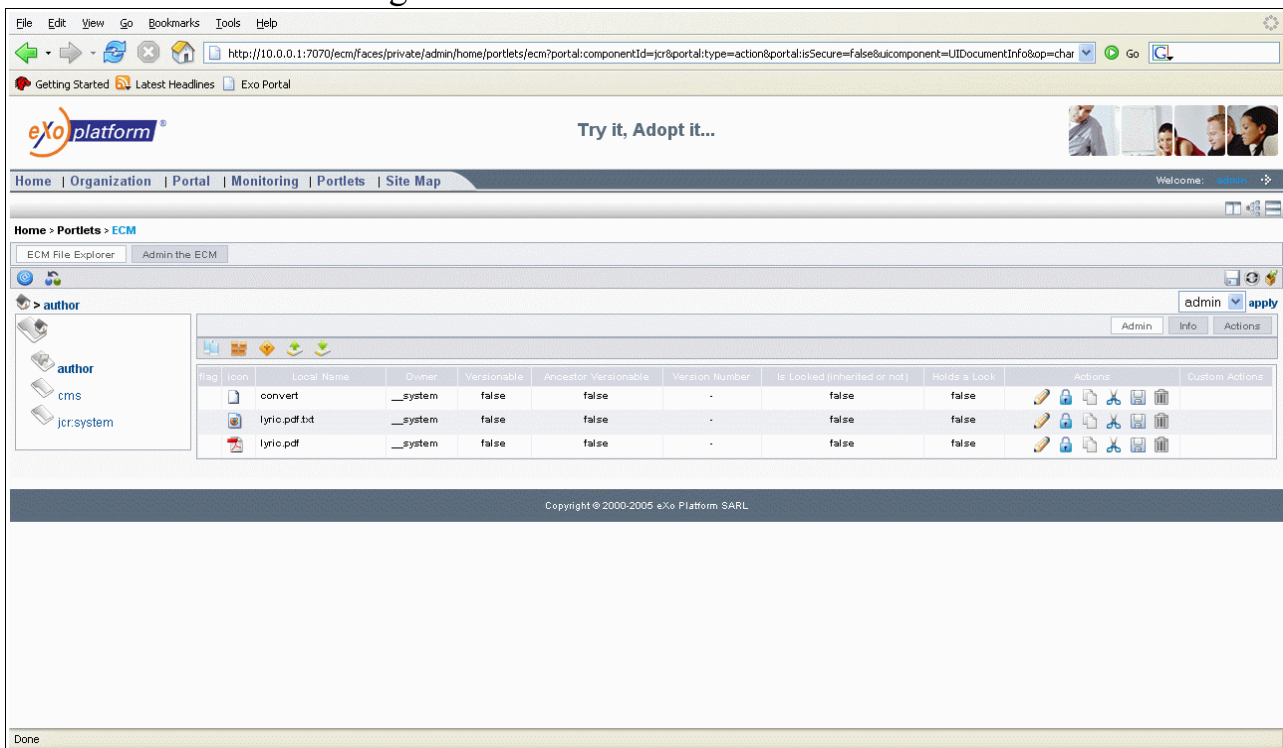 File Edit View Go Bookmarks Tools Help
http://10.0.0.1:7070/ecm/faces/private/admin/home/portlets/ecm?portal:componentId=jcr&portal:type=action&portal:isSecure=false&uicomponent=UIDocumentInfo&op=char Go G
Getting Started Latest Headlines Exo Portal
eXo platform ® Try it, Adopt it...
Home | Organization | Portal | Monitoring | Portlets | Site Map Welcome: admin
Home > Portlets > ECM
ECM File Explorer Admin the ECM
> author admin apply
Admin Info Actions
author
cms
jcr:system
flag icon Local Name Owner Versionable Ancestor Versionable Version Number Is Locked (inherited or not) Holds a Lock Actions Custom Actions
convert __system false false - false false
lyric.pdf.txt __system false false - false false
lyric.pdf __system false false - false false
Copyright © 2000-2005 eXo Platform SARL
Done